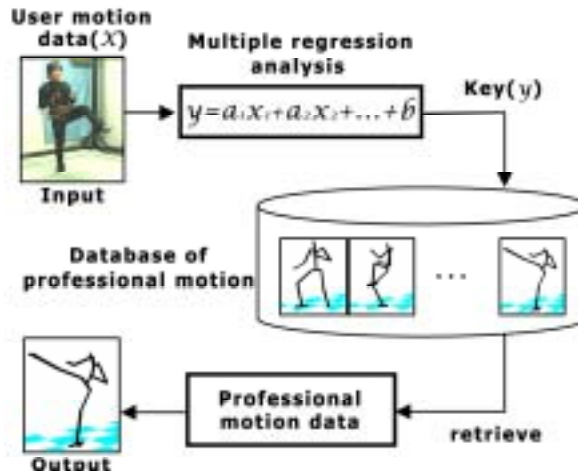 User motion
data(x)
Multiple regression
analysis
y=a₁x₁+a₂x₂+...+b
Key(y)
Input
Database of
professional motion
...
Professional
motion data
retrieve
Output